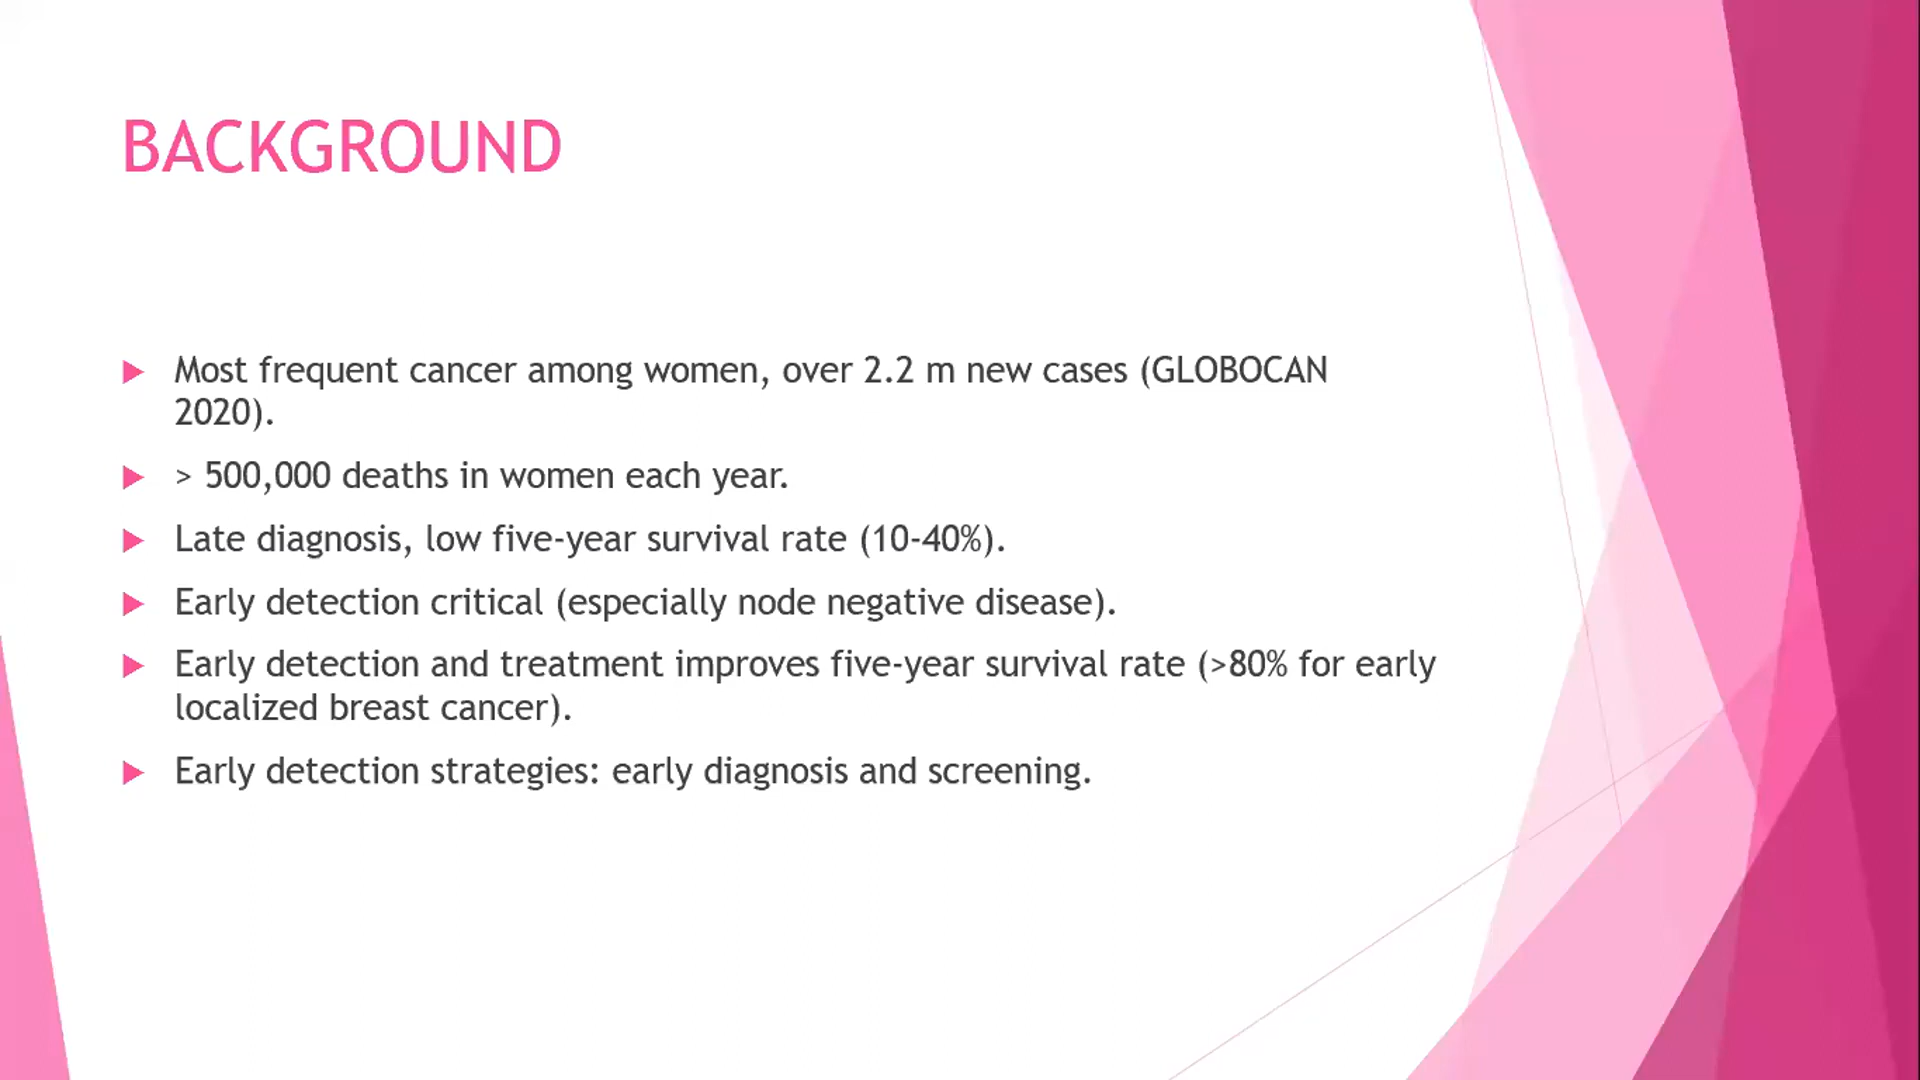 BACKGROUND
Most frequent cancer among women, over 2.2 m new cases (GLOBOCAN
2020).
> 500,000 deaths in women each year.
Late diagnosis, low five-year survival rate (10-40%).
Early detection critical (especially node negative disease).
Early detection and treatment improves five-year survival rate (>80% for early
localized breast cancer).
Early detection strategies: early diagnosis and screening.